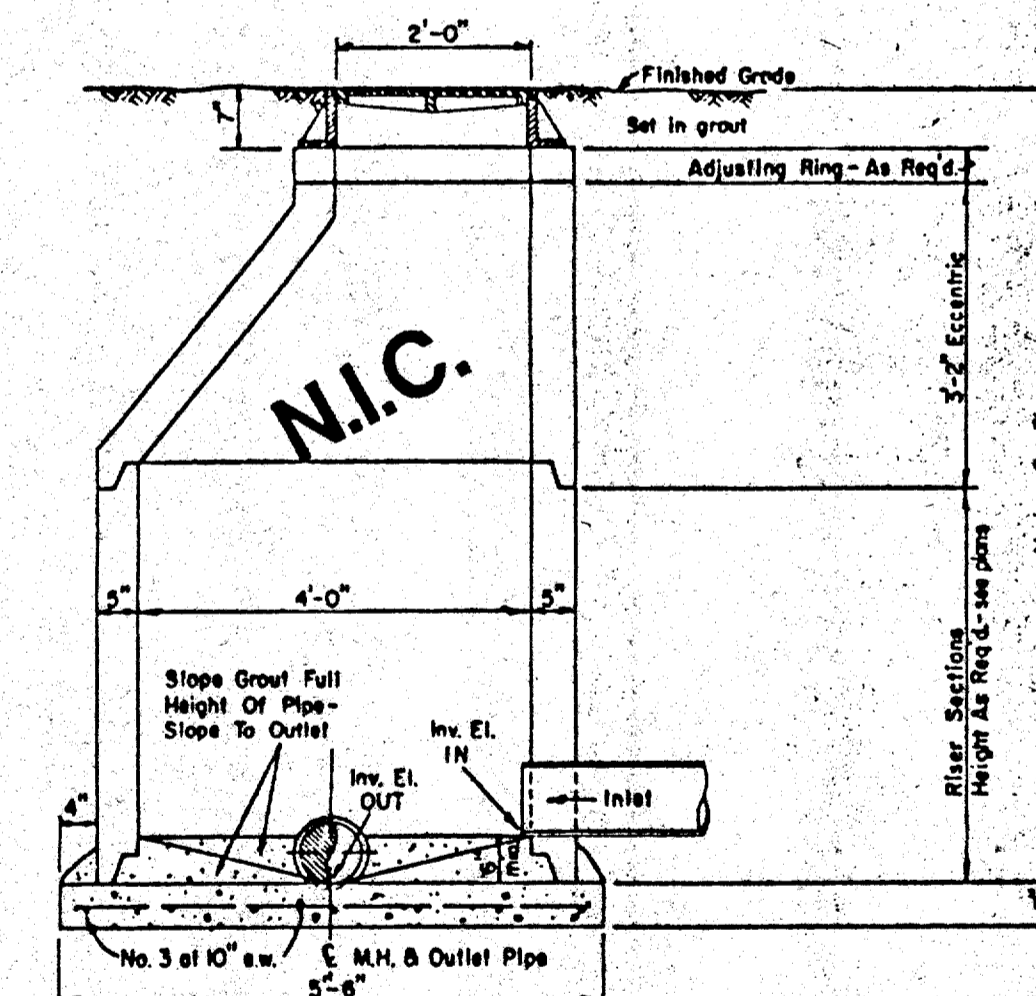 2'-0"
Finished Grade
7"
Set in grout
Adjusting Ring - As Req'd.
3'-2" Eccentric
N.I.C.
5"
4'-0"
5"
Riser Sections
Height As Req'd.-see plans
Slope Grout Full
Height Of Pipe-
Slope To Outlet
Inv. El.
IN
Inv. El.
OUT
Inlet
4"
6"
min.
No. 3 at 10" e.w.
℄ M.H. & Outlet Pipe
5'-6"